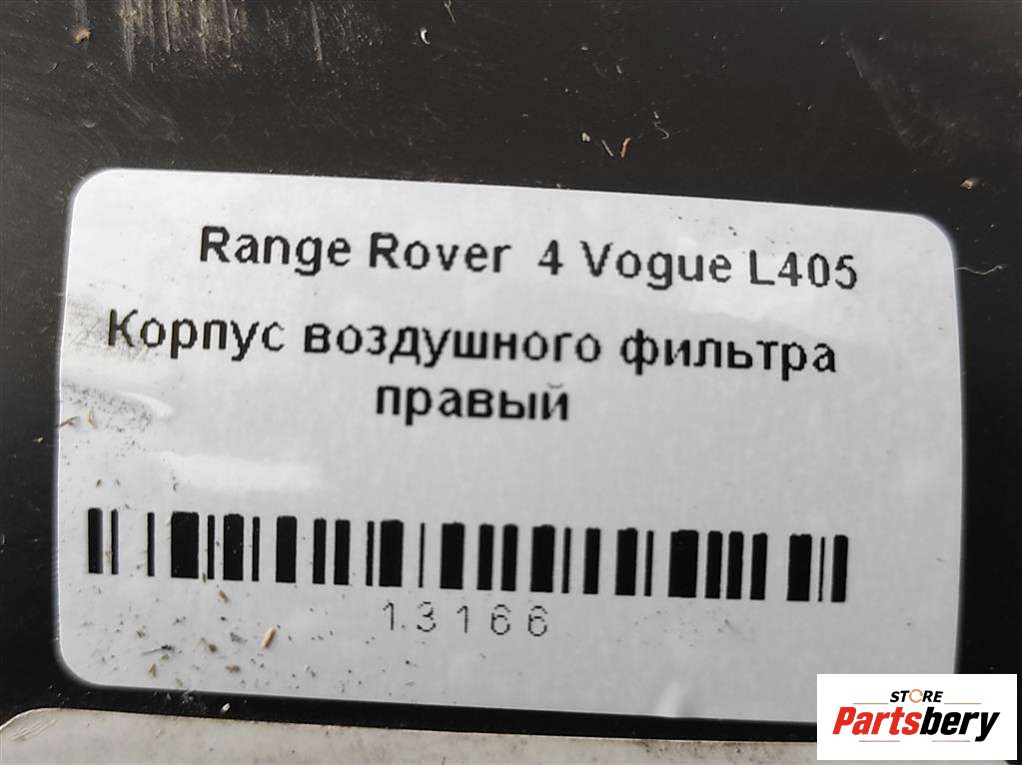 Range Rover 4 Vogue L405
Корпус воздушного фильтра
правый
13166
STORE
Partsbery